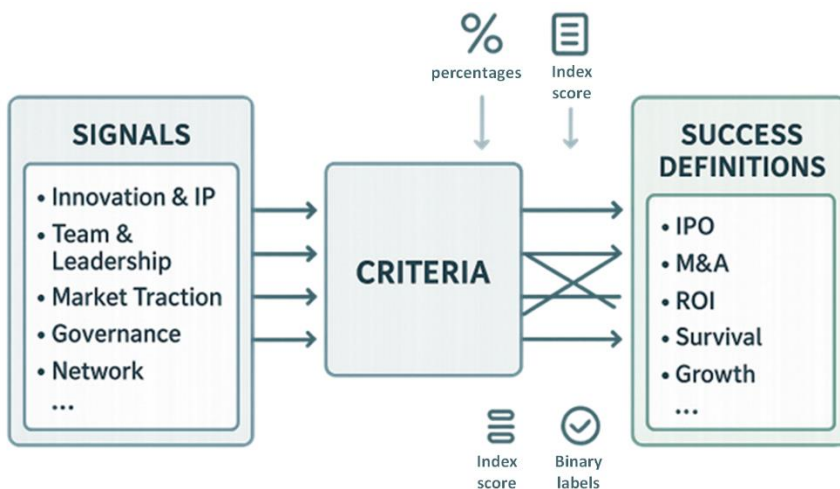 %
percentages
Index
score
SIGNALS
• Innovation & IP
• Team &
Leadership
• Market Traction
• Governance
• Network
...
CRITERIA
SUCCESS
DEFINITIONS
• IPO
• M&A
• ROI
• Survival
• Growth
...
Index
score
Binary
labels